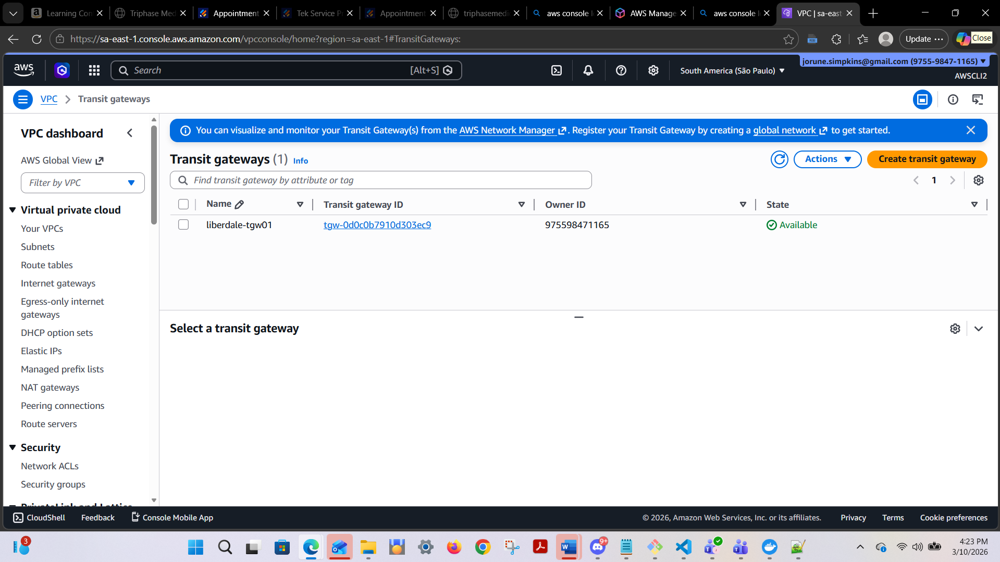 Learning Con
Triphase Med
Appointment
Tek Service P
Appointment
triphasemedi
aws console l
AWS Manage
aws console l
VPC | sa-east-
https://sa-east-1.console.aws.amazon.com/vpcconsole/home?region=sa-east-1#TransitGateways:
MOBI
Update
Close
aws
Search
[Alt+S]
South America (São Paulo)
jorune.simpkins@gmail.com (9755-9847-1165)
AWSCLI2
VPC
Transit gateways
VPC dashboard
AWS Global View
Filter by VPC
Virtual private cloud
Your VPCs
Subnets
Route tables
Internet gateways
Egress-only internet
gateways
DHCP option sets
Elastic IPs
Managed prefix lists
NAT gateways
Peering connections
Route servers
Security
Network ACLs
Security groups
PrivateLink and Lattice
You can visualize and monitor your Transit Gateway(s) from the AWS Network Manager. Register your Transit Gateway by creating a global network to get started.
Transit gateways (1) Info
Actions
Create transit gateway
Find transit gateway by attribute or tag
1
Name
Transit gateway ID
Owner ID
State
liberdale-tgw01
tgw-0d0c0b7910d303ec9
975598471165
Available
Select a transit gateway
CloudShell
Feedback
Console Mobile App
© 2026, Amazon Web Services, Inc. or its affiliates.
Privacy
Terms
Cookie preferences
3
9+
4:23 PM
3/10/2026